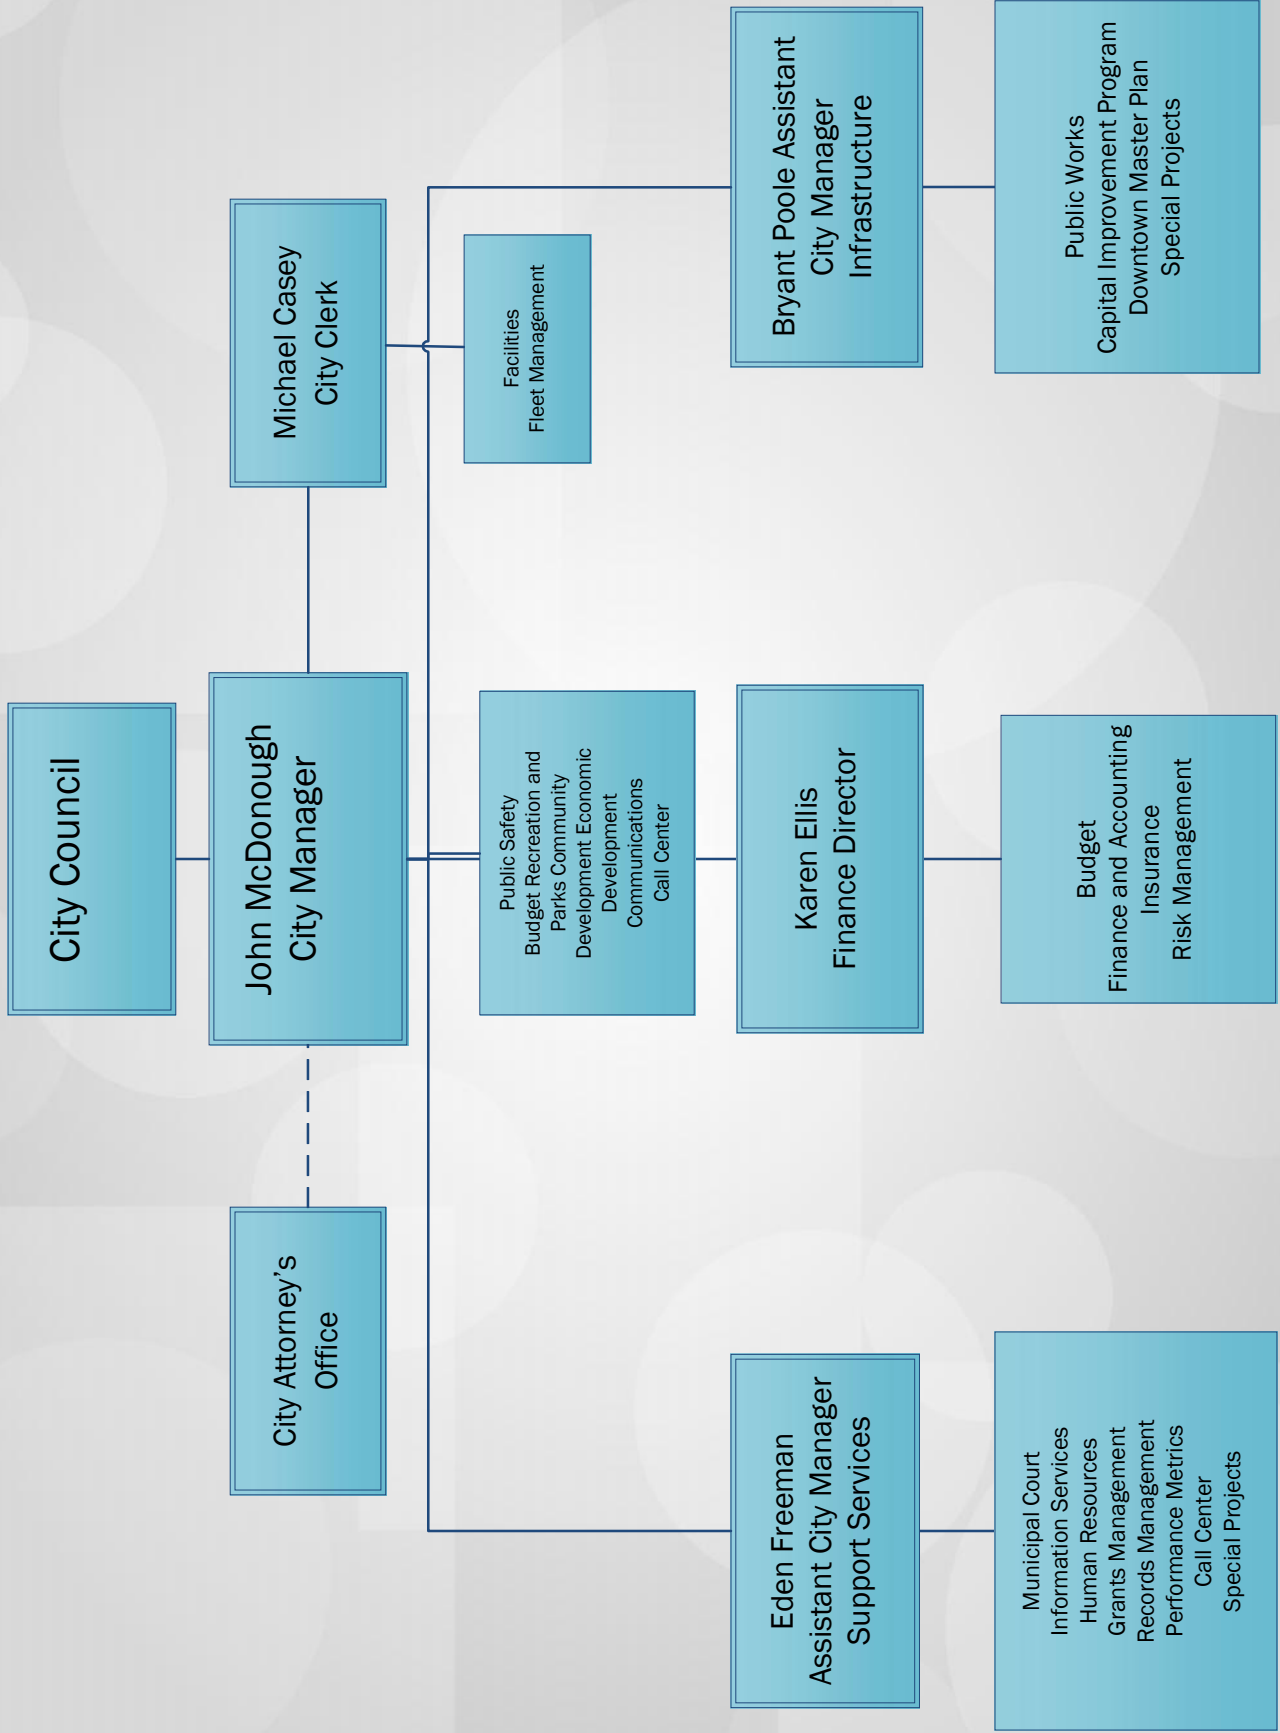 City Council
City Attorney’s
Office
John McDonough
City Manager
Michael Casey
City Clerk
Facilities
Fleet Management
Public Safety
Budget Recreation and
Parks Community
Development Economic
Development
Communications
Call Center
Eden Freeman
Assistant City Manager
Support Services
Karen Ellis
Finance Director
Bryant Poole Assistant
City Manager
Infrastructure
Municipal Court
Information Services
Human Resources
Grants Management
Records Management
Performance Metrics
Call Center
Special Projects
Budget
Finance and Accounting
Insurance
Risk Management
Public Works
Capital Improvement Program
Downtown Master Plan
Special Projects